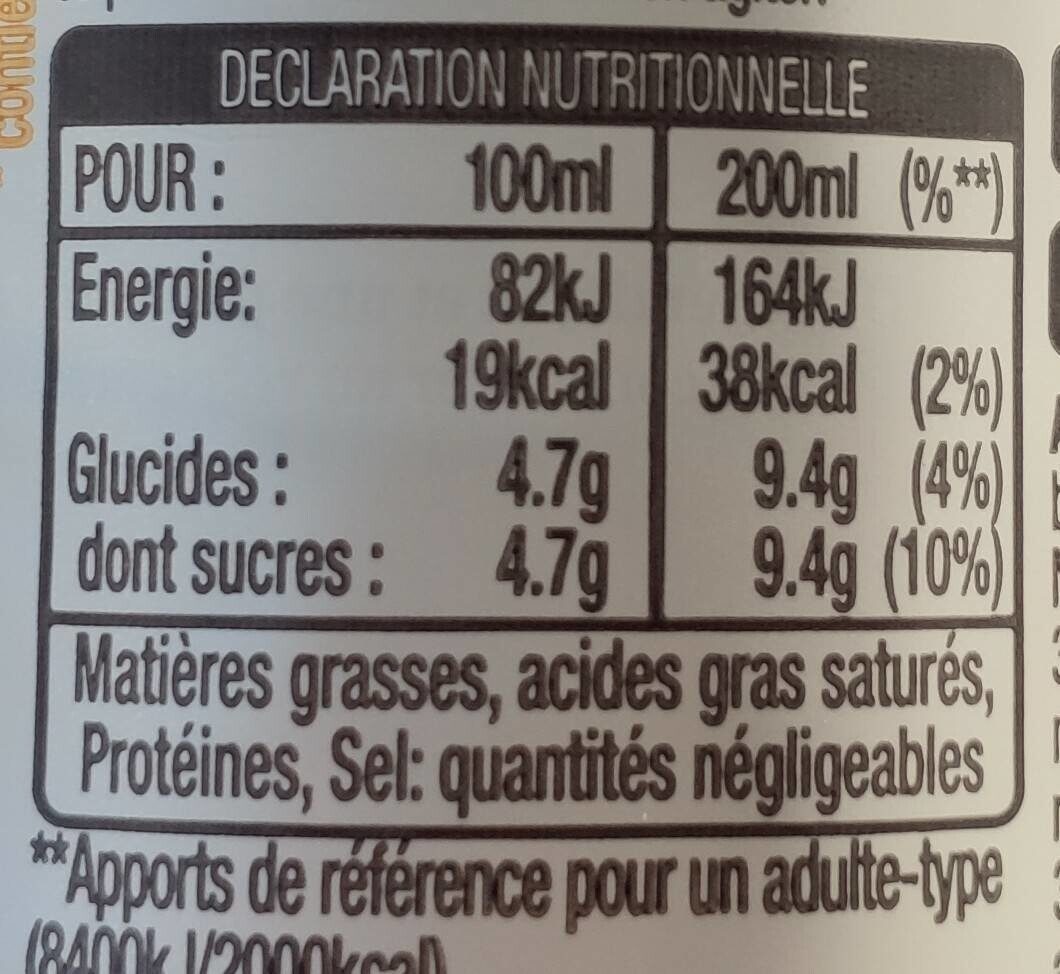 DECLARATION NUTRITIONNELLE
POUR : 100ml 200ml (%**)
Energie: 82kJ 164kJ
19kcal 38kcal (2%)
Glucides : 4.7g 9.4g (4%)
dont sucres : 4.7g 9.4g (10%)
Matières grasses, acides gras saturés,
Protéines, Sel: quantités négligeables
**Apports de référence pour un adulte-type
(8400kJ/2000kcal)